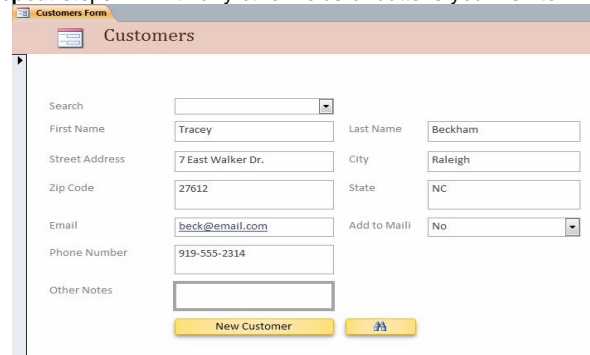 Customers Form
Customers
Search
First Name Tracey Last Name Beckham
Street Address 7 East Walker Dr. City Raleigh
Zip Code 27612 State NC
Email beck@email.com Add to Maili No
Phone Number 919-555-2314
Other Notes
New Customer